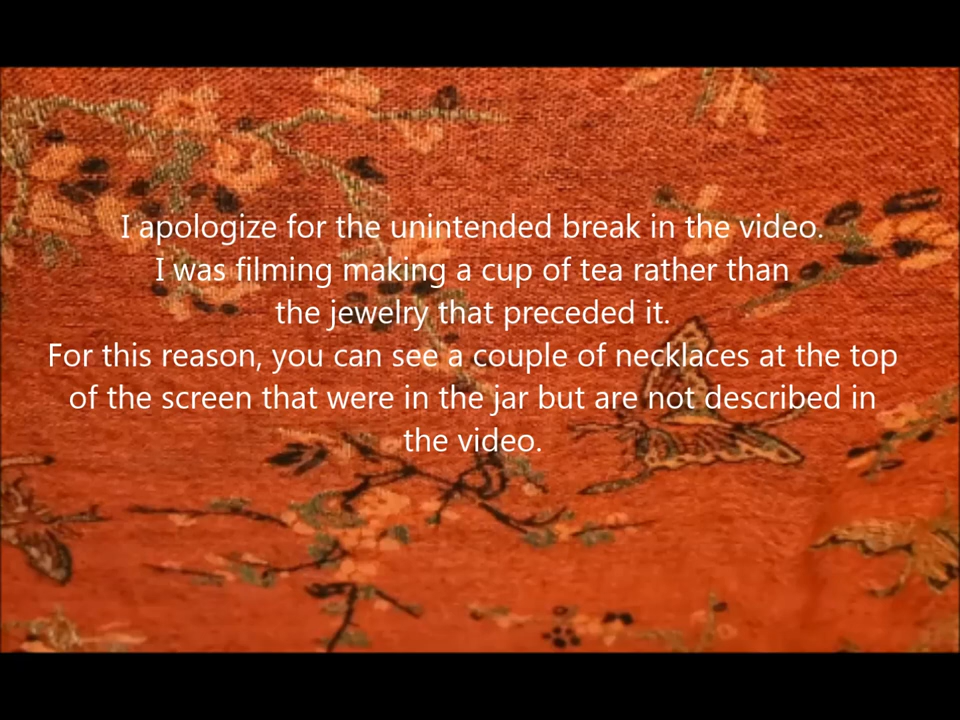 I apologize for the unintended break in the video.
I was filming making a cup of tea rather than
the jewelry that preceded it.
For this reason, you can see a couple of necklaces at the top
of the screen that were in the jar but are not described in
the video.